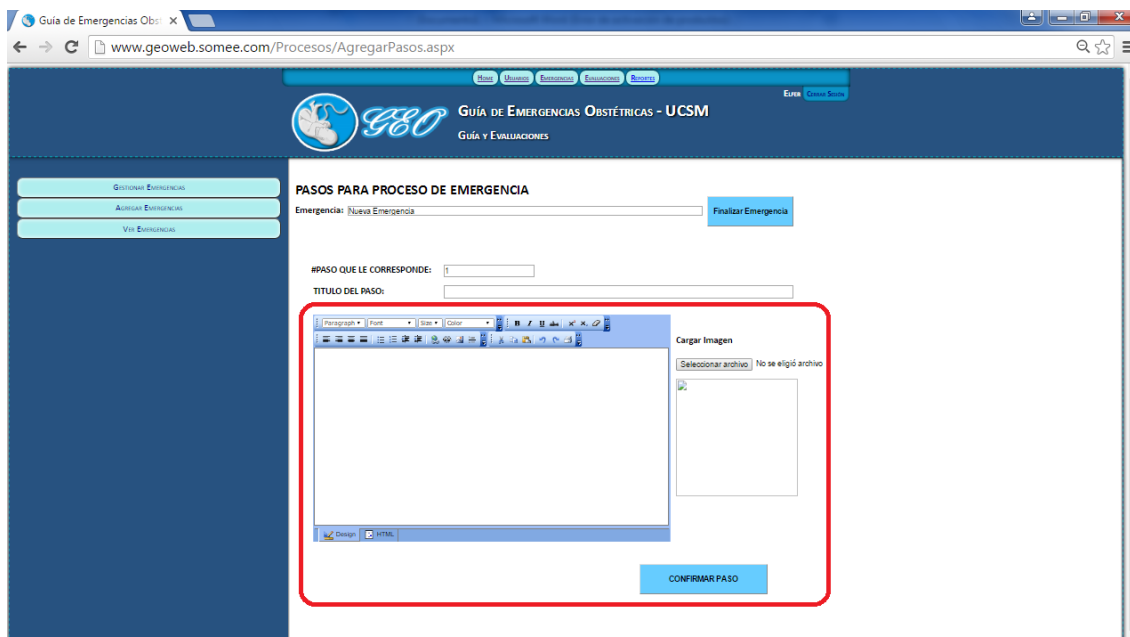 Guía de Emergencias Obst
www.geoweb.somee.com/Procesos/AgregarPasos.aspx
Home Usuarios Emergencias Evaluaciones Reportes
Elfer Cerrar Sesión
GEO
Guía de Emergencias Obstétricas - UCSM
Guía y Evaluaciones
Gestionar Emergencias
Agregar Emergencias
Ver Emergencias
PASOS PARA PROCESO DE EMERGENCIA
Emergencia: Nueva Emergencia
Finalizar Emergencia
#PASO QUE LE CORRESPONDE: 1
TITULO DEL PASO:
Paragraph Font Size Color
Cargar Imagen
Seleccionar archivo No se eligió archivo
Design HTML
CONFIRMAR PASO